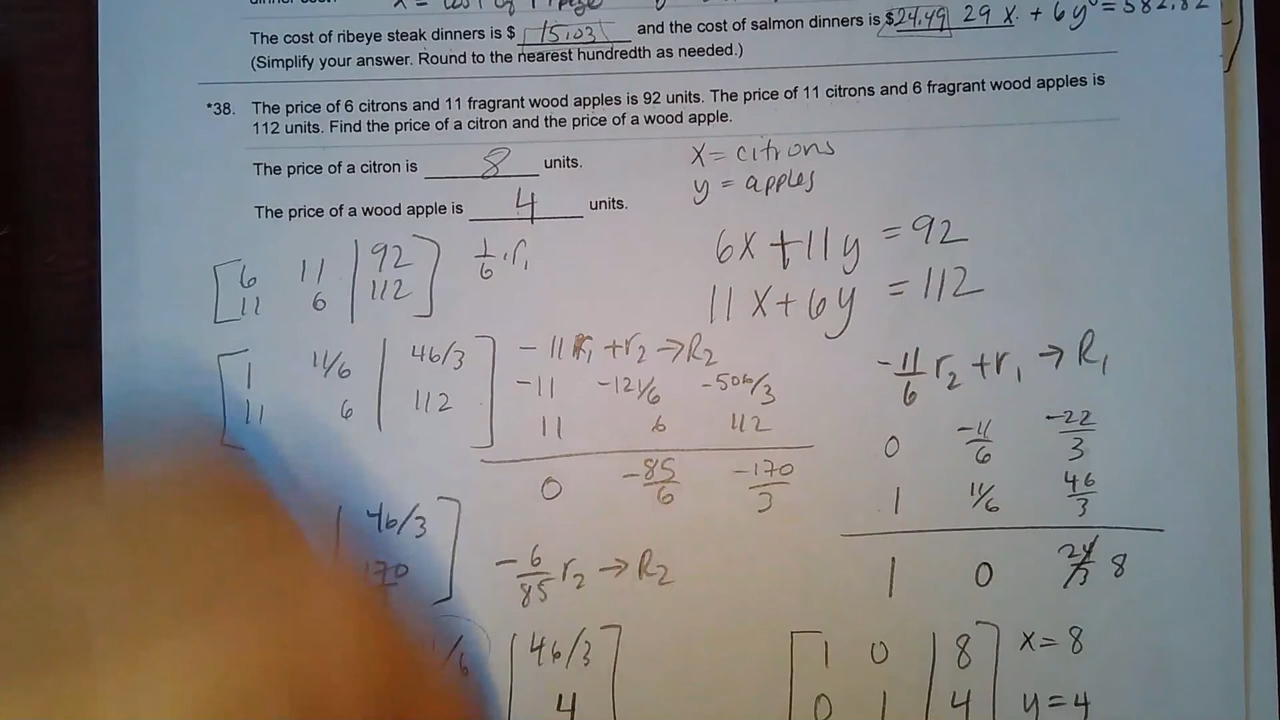 The cost of ribeye steak dinners is $ 15.03 and the cost of salmon dinners is $24.49 29 x + 6y = 582.82
(Simplify your answer. Round to the nearest hundredth as needed.)
*38. The price of 6 citrons and 11 fragrant wood apples is 92 units. The price of 11 citrons and 6 fragrant wood apples is
112 units. Find the price of a citron and the price of a wood apple.
The price of a citron is 8 units.
x = citrons
y = apples
The price of a wood apple is 4 units.
6 11 | 92 1/6 · r1
11 6 | 112
6x + 11y = 92
11x + 6y = 112
1 11/6 | 46/3
11 6 | 112
-11 r1 + r2 → R2
-11 -121/6 -506/3
11 6 112
0 -85/6 -170/3
-11/6 r2 + r1 → R1
0 -11/6 -22/3
1 11/6 46/3
1 0 24/3 8
46/3
170
-6/85 r2 → R2
/6 | 46/3
4
1 0 | 8 x = 8
0 1 | 4 y = 4